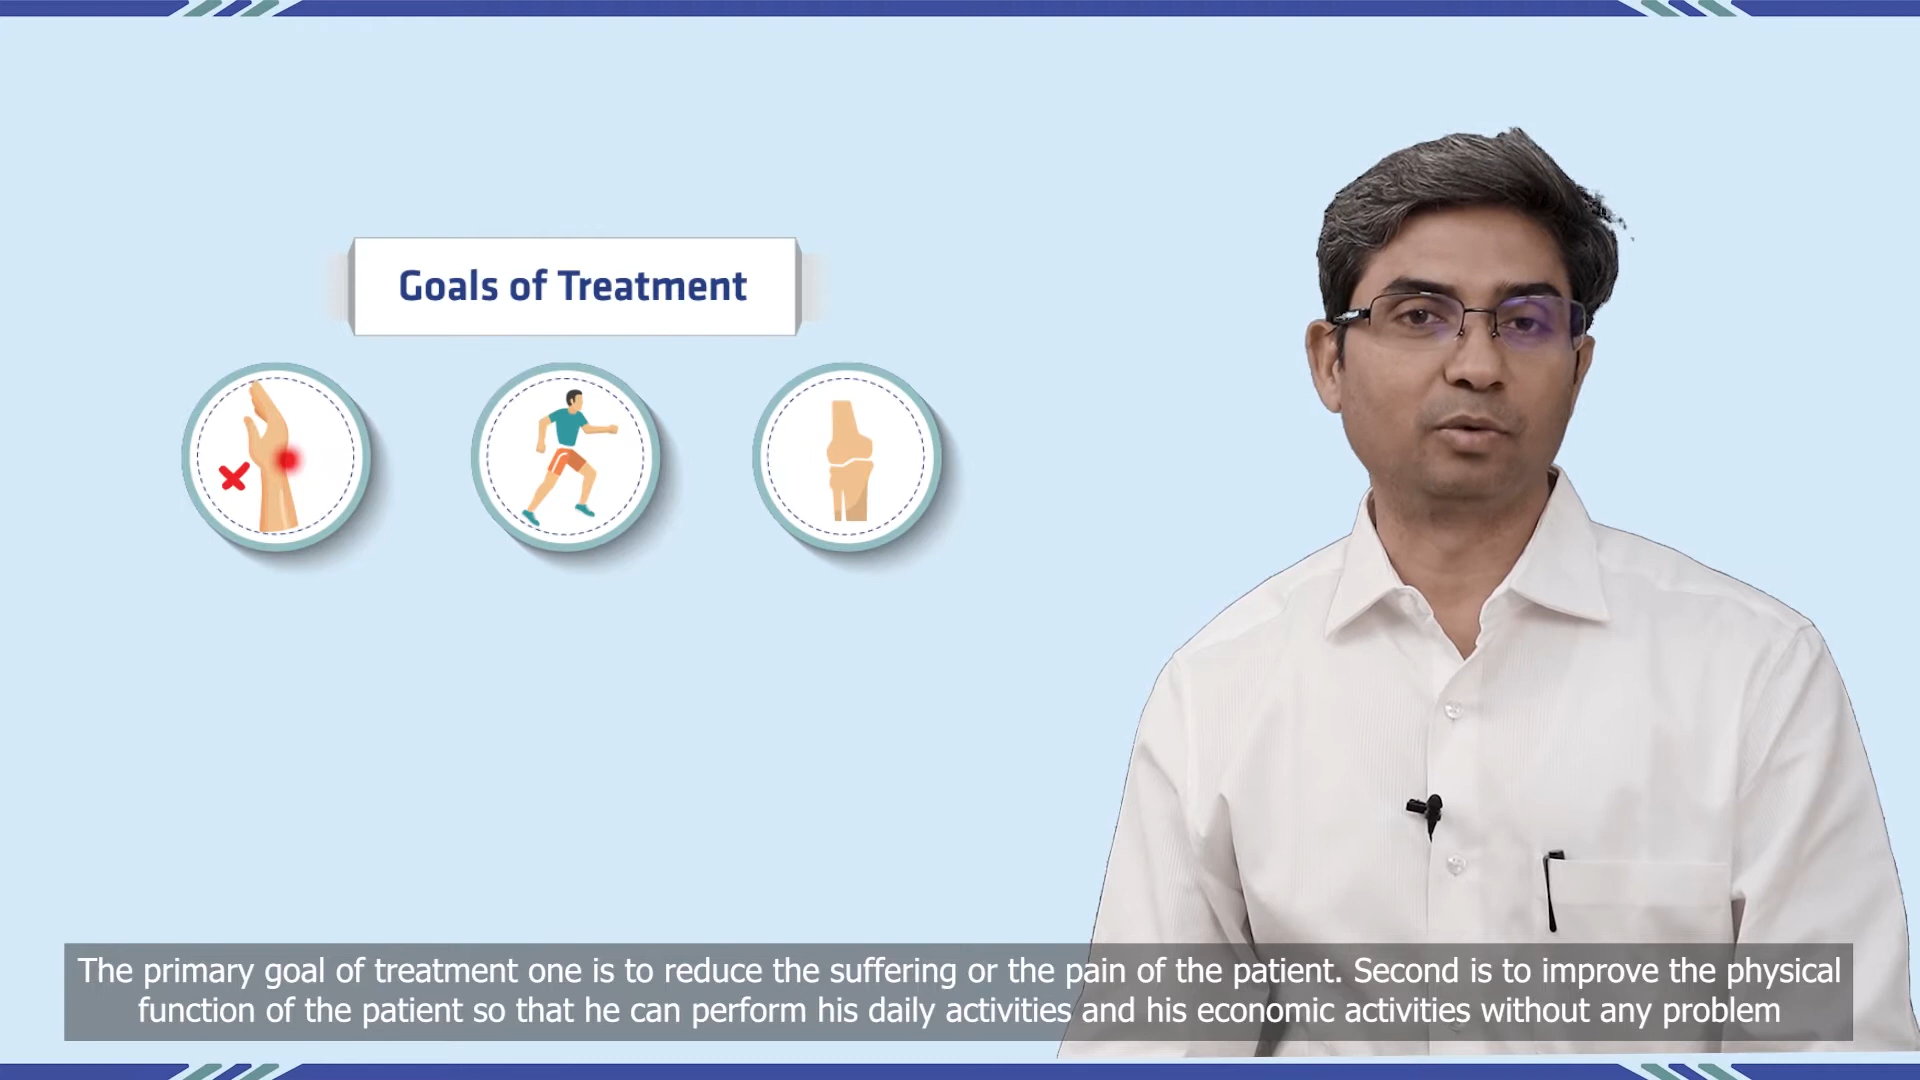 Goals of Treatment
The primary goal of treatment one is to reduce the suffering or the pain of the patient. Second is to improve the physical
function of the patient so that he can perform his daily activities and his economic activities without any problem